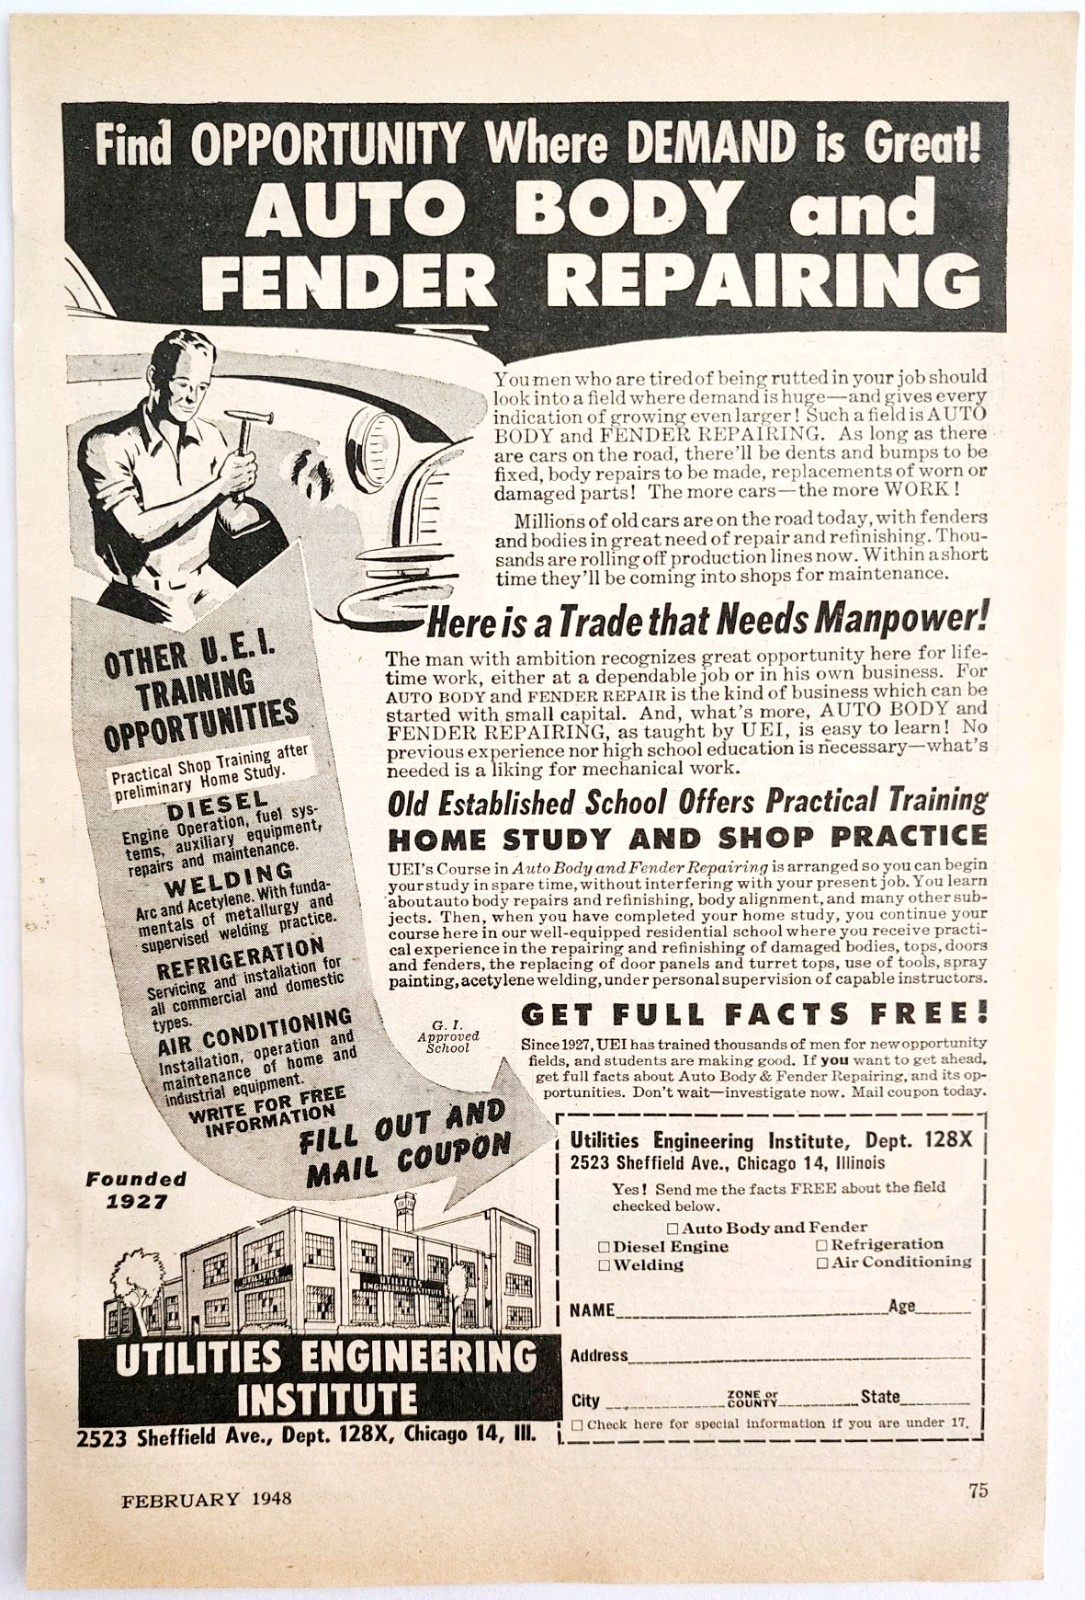 Find OPPORTUNITY Where DEMAND is Great!
AUTO BODY and
FENDER REPAIRING
You men who are tired of being rutted in your job should
look into a field where demand is huge—and gives every
indication of growing even larger! Such a field is AUTO
BODY and FENDER REPAIRING. As long as there
are cars on the road, there'll be dents and bumps to be
fixed, body repairs to be made, replacements of worn or
damaged parts! The more cars—the more WORK!
Millions of old cars are on the road today, with fenders
and bodies in great need of repair and refinishing. Thou-
sands are rolling off production lines now. Within a short
time they'll be coming into shops for maintenance.
Here is a Trade that Needs Manpower!
The man with ambition recognizes great opportunity here for life-
time work, either at a dependable job or in his own business. For
AUTO BODY and FENDER REPAIR is the kind of business which can be
started with small capital. And, what's more, AUTO BODY and
FENDER REPAIRING, as taught by UEI, is easy to learn! No
previous experience nor high school education is necessary—what's
needed is a liking for mechanical work.
Old Established School Offers Practical Training
HOME STUDY AND SHOP PRACTICE
UEI's Course in Auto Body and Fender Repairing is arranged so you can begin
your study in spare time, without interfering with your present job. You learn
about auto body repairs and refinishing, body alignment, and many other sub-
jects. Then, when you have completed your home study, you continue your
course here in our well-equipped residential school where you receive practi-
cal experience in the repairing and refinishing of damaged bodies, tops, doors
and fenders, the replacing of door panels and turret tops, use of tools, spray
painting, acetylene welding, under personal supervision of capable instructors.
OTHER U.E.I.
TRAINING
OPPORTUNITIES
Practical Shop Training after
preliminary Home Study.
DIESEL
Engine Operation, fuel sys-
tems, auxiliary equipment,
repairs and maintenance.
WELDING
Arc and Acetylene. With funda-
mentals of metallurgy and
supervised welding practice.
REFRIGERATION
Servicing and installation for
all commercial and domestic
types.
AIR CONDITIONING
Installation, operation and
maintenance of home and
industrial equipment.
WRITE FOR FREE
INFORMATION
FILL OUT AND
MAIL COUPON
G. I.
Approved
School
GET FULL FACTS FREE!
Since 1927, UEI has trained thousands of men for new opportunity
fields, and students are making good. If you want to get ahead,
get full facts about Auto Body & Fender Repairing, and its op-
portunities. Don't wait—investigate now. Mail coupon today.
Founded
1927
UTILITIES
ENGINEERING INSTITUTE
UTILITIES
ENGINEERING INSTITUTE
UTILITIES ENGINEERING
INSTITUTE
2523 Sheffield Ave., Dept. 128X, Chicago 14, Ill.
Utilities Engineering Institute, Dept. 128X
2523 Sheffield Ave., Chicago 14, Illinois
Yes! Send me the facts FREE about the field
checked below.
☐ Auto Body and Fender
☐ Diesel Engine ☐ Refrigeration
☐ Welding ☐ Air Conditioning
NAME Age
Address
City ZONE or COUNTY State
☐ Check here for special information if you are under 17.
FEBRUARY 1948
75